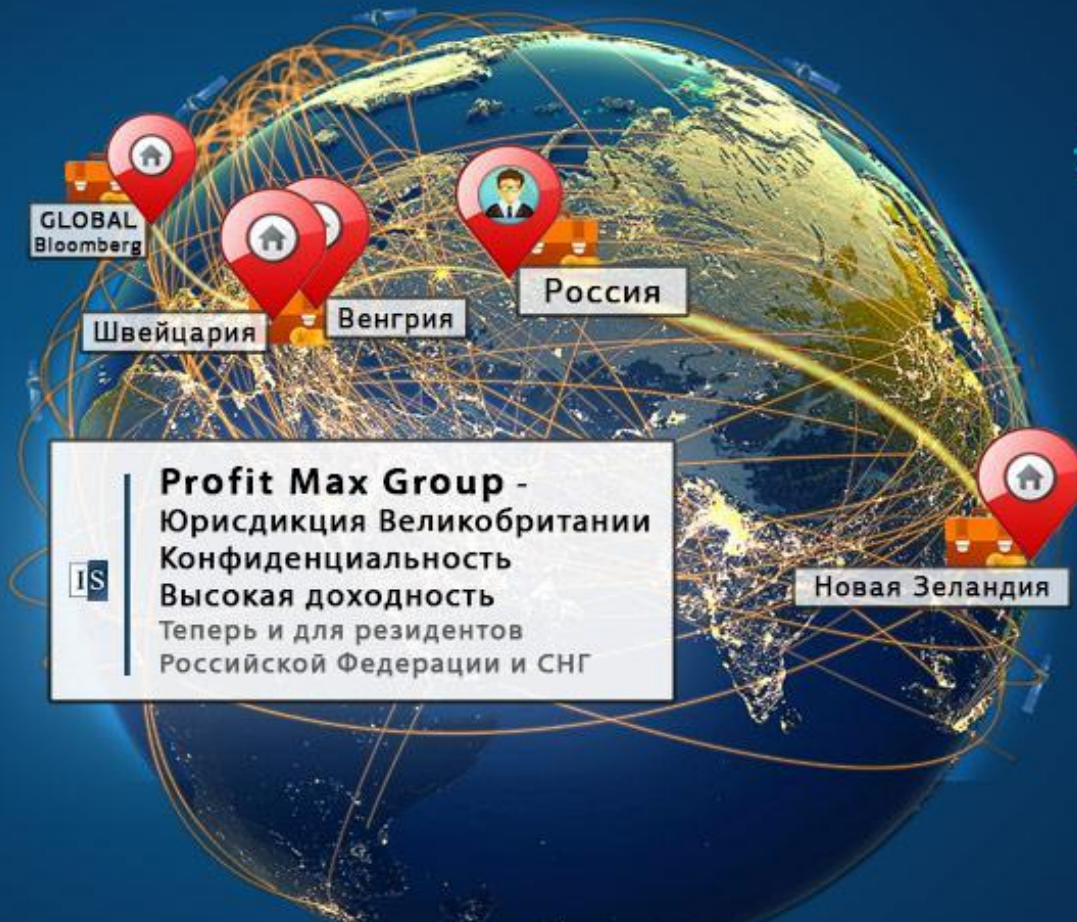 GLOBAL
Bloomberg
Швейцария
Венгрия
Россия
Новая Зеландия
IS
Profit Max Group -
Юрисдикция Великобритании
Конфиденциальность
Высокая доходность
Теперь и для резидентов
Российской Федерации и СНГ